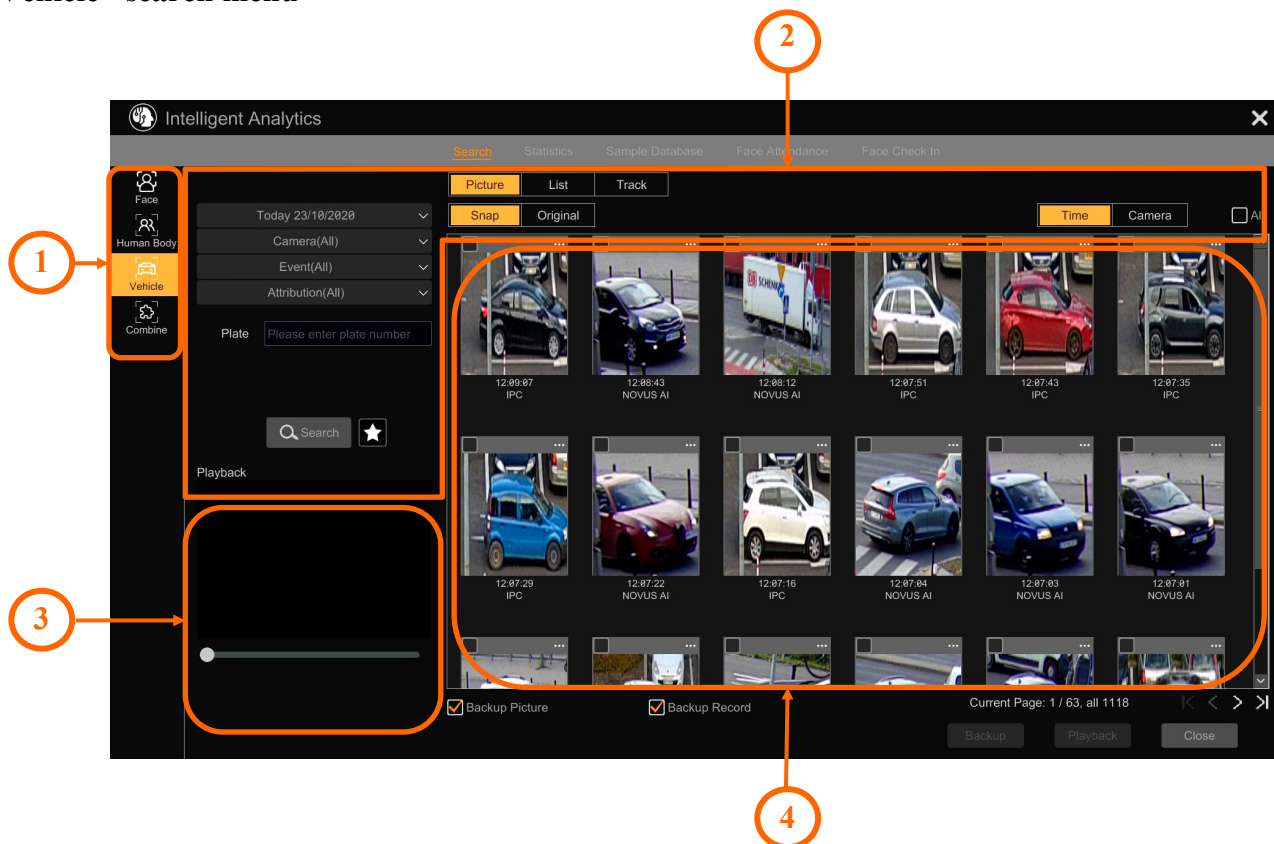 2
Intelligent Analytics
Search Statistics Sample Database Face Attendance Face Check In
Face
Human Body
Vehicle
Combine
1
Picture List Track
Snap Original Time Camera Al
Today 23/10/2020
Camera(All)
Event(All)
Attribution(All)
Plate Please enter plate number
Search
Playback
SCHENK
12:09:07 12:08:43 12:08:12 12:07:51 12:07:43 12:07:35
IPC NOVUS AI NOVUS AI IPC IPC IPC
12:07:29 12:07:22 12:07:16 12:07:04 12:07:03 12:07:01
IPC NOVUS AI IPC NOVUS AI NOVUS AI NOVUS AI
3
Backup Picture Backup Record Current Page: 1 / 63, all 1118
Backup Playback Close
4